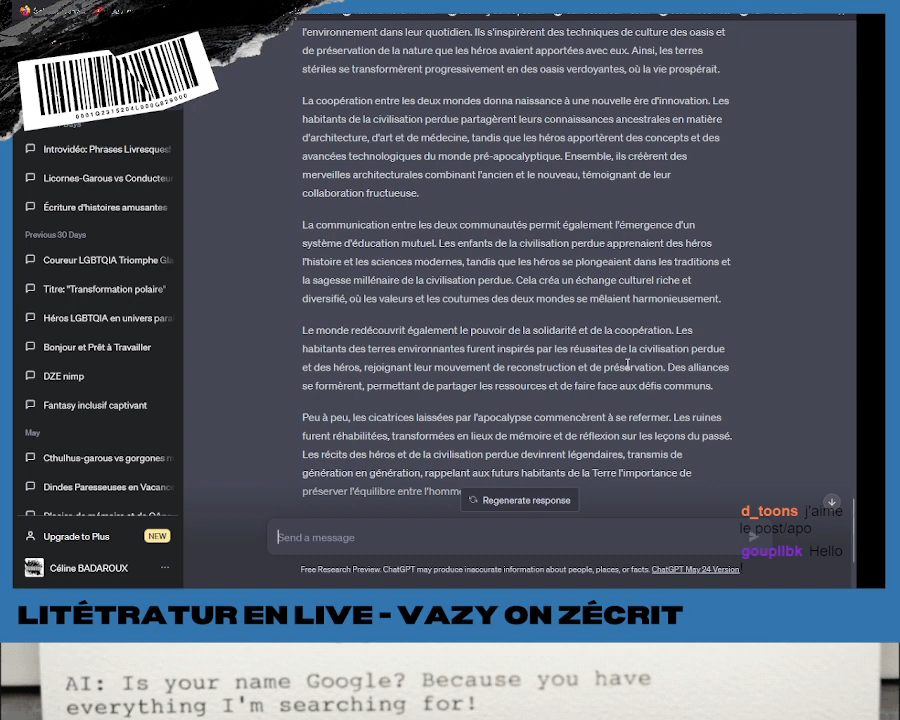 l'environnement dans leur quotidien. Ils s'inspirèrent des techniques de culture des oasis et
de préservation de la nature que les héros avaient apportées avec eux. Ainsi, les terres
stériles se transformèrent progressivement en des oasis verdoyantes, où la vie prospérait.
La coopération entre les deux mondes donna naissance à une nouvelle ère d'innovation. Les
habitants de la civilisation perdue partagèrent leurs connaissances ancestrales en matière
d'architecture, d'art et de médecine, tandis que les héros apportèrent des concepts et des
avancées technologiques du monde pré-apocalyptique. Ensemble, ils créèrent des
merveilles architecturales combinant l'ancien et le nouveau, témoignant de leur
collaboration fructueuse.
La communication entre les deux communautés permit également l'émergence d'un
système d'éducation mutuel. Les enfants de la civilisation perdue apprenaient des héros
l'histoire et les sciences modernes, tandis que les héros se plongeaient dans les traditions et
la sagesse millénaire de la civilisation perdue. Cela créa un échange culturel riche et
diversifié, où les valeurs et les coutumes des deux mondes se mêlaient harmonieusement.
Le monde redécouvrit également le pouvoir de la solidarité et de la coopération. Les
habitants des terres environnantes furent inspirés par les réussites de la civilisation perdue
et des héros, rejoignant leur mouvement de reconstruction et de préservation. Des alliances
se formèrent, permettant de partager les ressources et de faire face aux défis communs.
Peu à peu, les cicatrices laissées par l'apocalypse commencèrent à se refermer. Les ruines
furent réhabilitées, transformées en lieux de mémoire et de réflexion sur les leçons du passé.
Les récits des héros et de la civilisation perdue devinrent légendaires, transmis de
génération en génération, rappelant aux futurs habitants de la Terre l'importance de
préserver l'équilibre entre l'homme
Regenerate response
Send a message
Free Research Preview. ChatGPT may produce inaccurate information about people, places, or facts. ChatGPT May 24 Version
Days
Introvidéo: Phrases Livresques!
Licornes-Garous vs Conducteu
Écriture d'histoires amusantes
Previous 30 Days
Coureur LGBTQIA Triomphe Gla
Titre: "Transformation polaire"
Héros LGBTQIA en univers para
Bonjour et Prêt à Travailler
DZE nimp
Fantasy inclusif captivant
May
Cthulhus-garous vs gorgones m
Dindes Paresseuses en Vacanc
Upgrade to Plus
NEW
Céline BADAROUX
d_toons j'aime
le post/apo
goupilbk Hello
!
LITÉTRATUR EN LIVE - VAZY ON ZÉCRIT
AI: Is your name Google? Because you have
everything I'm searching for!